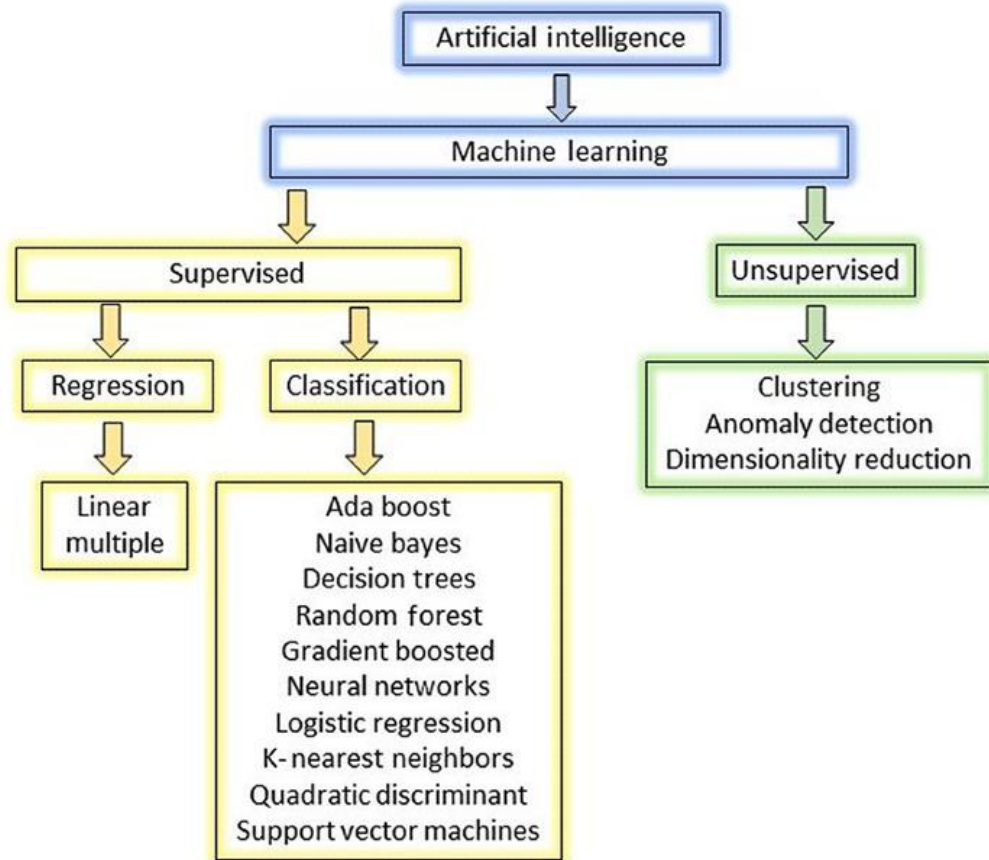 Artificial intelligence
Machine learning
Supervised
Unsupervised
Regression
Classification
Clustering
Anomaly detection
Dimensionality reduction
Linear
multiple
Ada boost
Naive bayes
Decision trees
Random forest
Gradient boosted
Neural networks
Logistic regression
K- nearest neighbors
Quadratic discriminant
Support vector machines